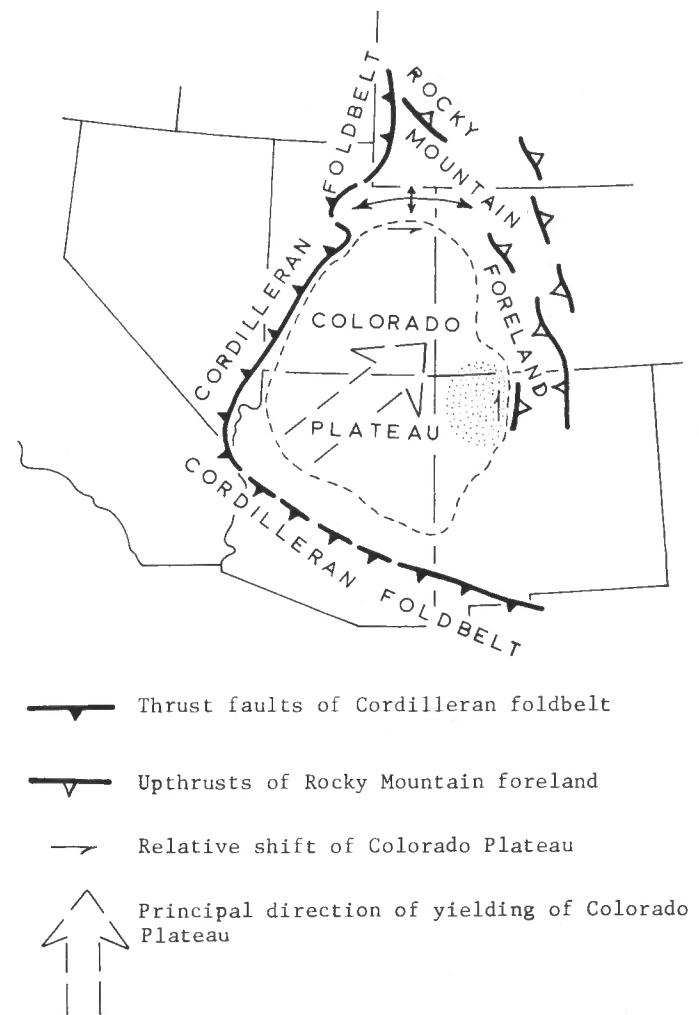 CORDILLERAN FOLDBELT
ROCKY MOUNTAIN FORELAND
COLORADO
PLATEAU
CORDILLERAN FOLDBELT
Thrust faults of Cordilleran foldbelt
Upthrusts of Rocky Mountain foreland
Relative shift of Colorado Plateau
Principal direction of yielding of Colorado
Plateau